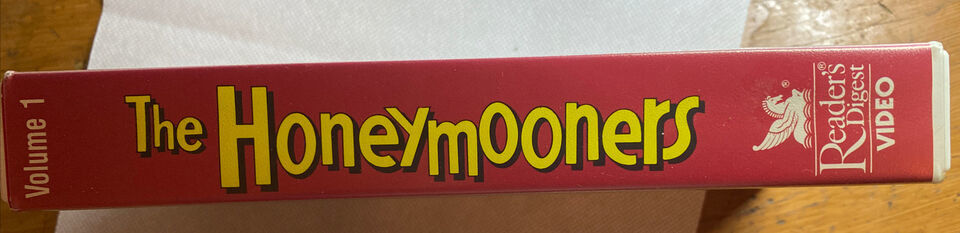 Volume 1
The Honeymooners
Reader's®
Digest
VIDEO
®